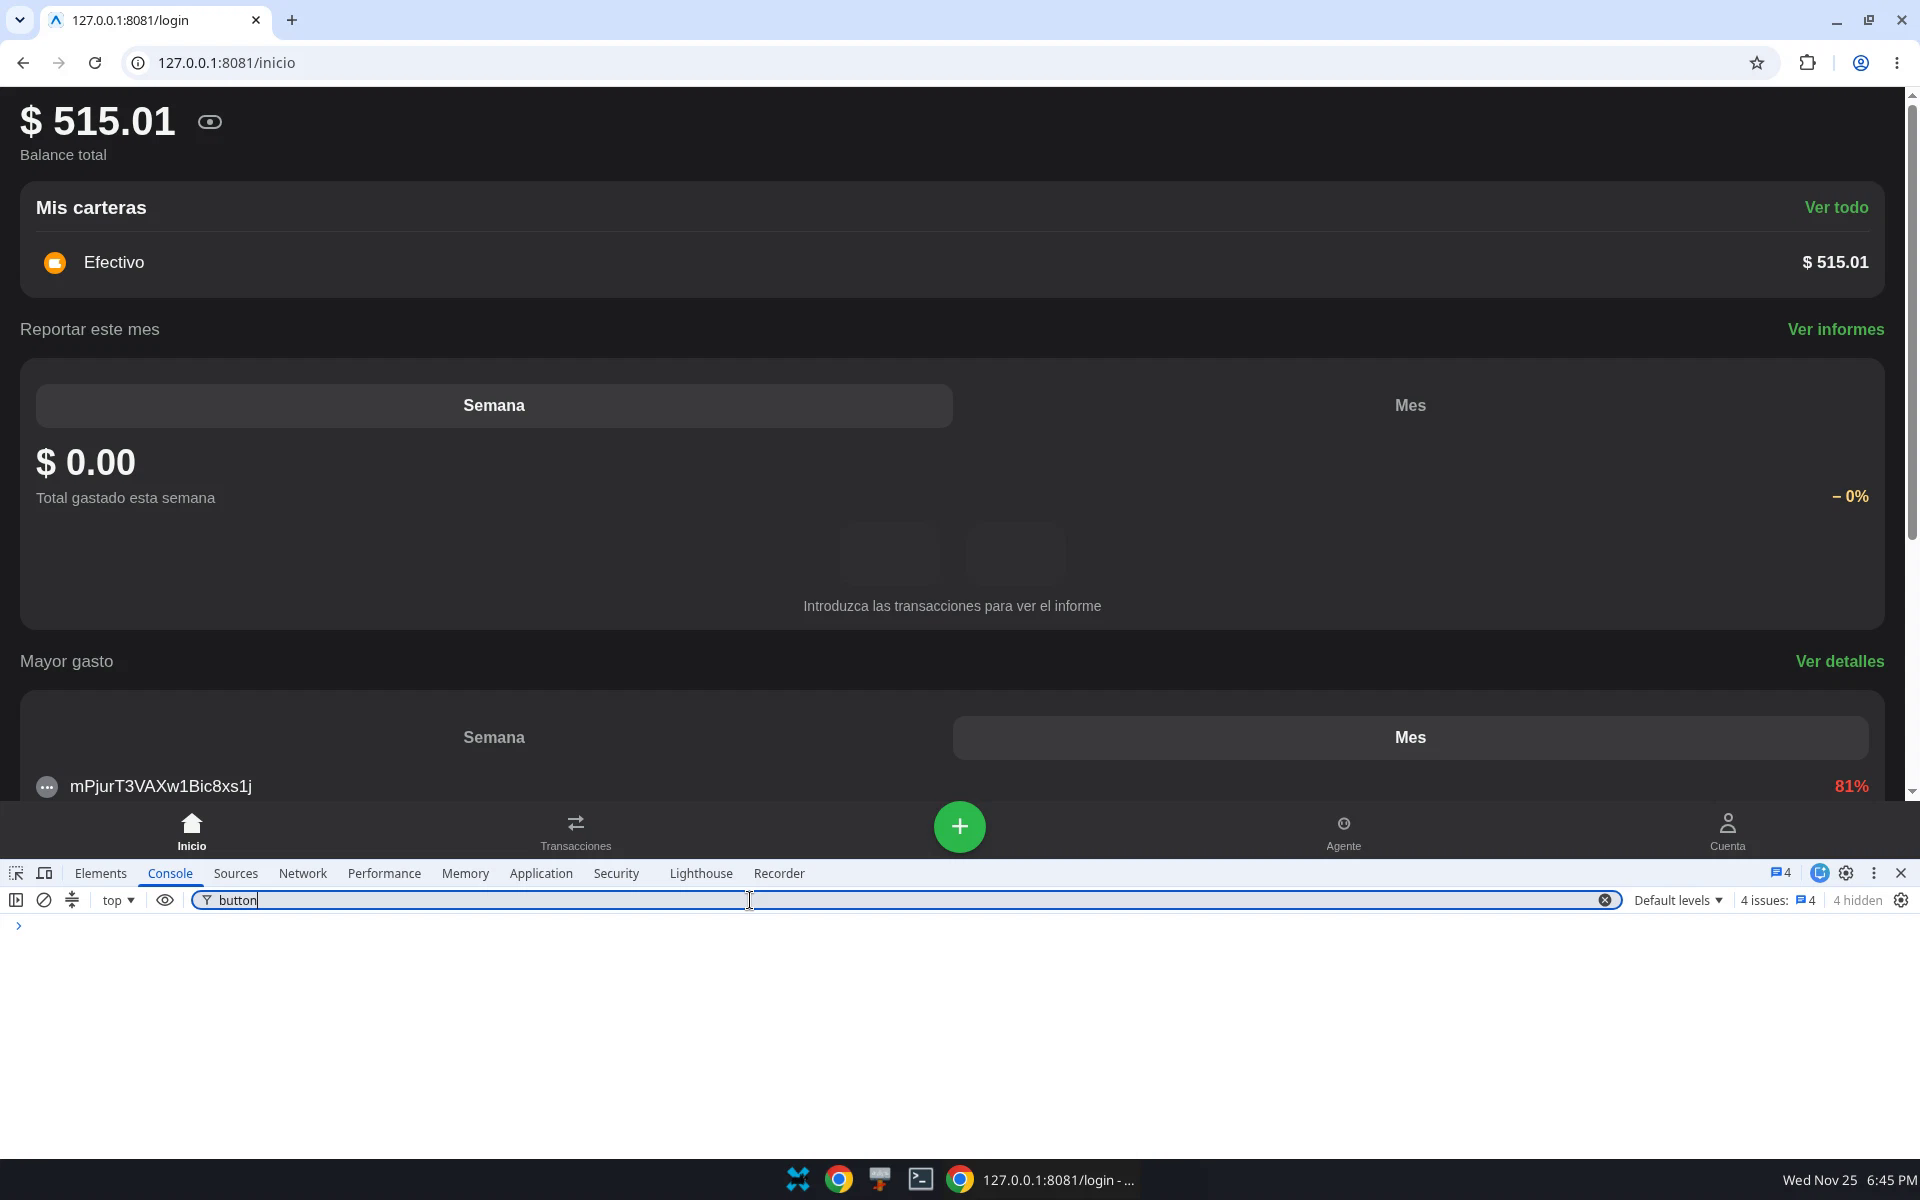 127.0.0.1:8081/login
127.0.0.1:8081/inicio
$ 515.01
Balance total
Mis carteras
Ver todo
Efectivo
$ 515.01
Reportar este mes
Ver informes
Semana
Mes
$ 0.00
Total gastado esta semana
– 0%
Introduzca las transacciones para ver el informe
Mayor gasto
Ver detalles
Semana
Mes
mPjurT3VAXw1Bic8xs1j
81%
Inicio
Transacciones
Agente
Cuenta
Elements Console Sources Network Performance Memory Application Security Lighthouse Recorder 4
top button Default levels 4 issues: 4 4 hidden
127.0.0.1:8081/login - ...
Wed Nov 25 6:45 PM